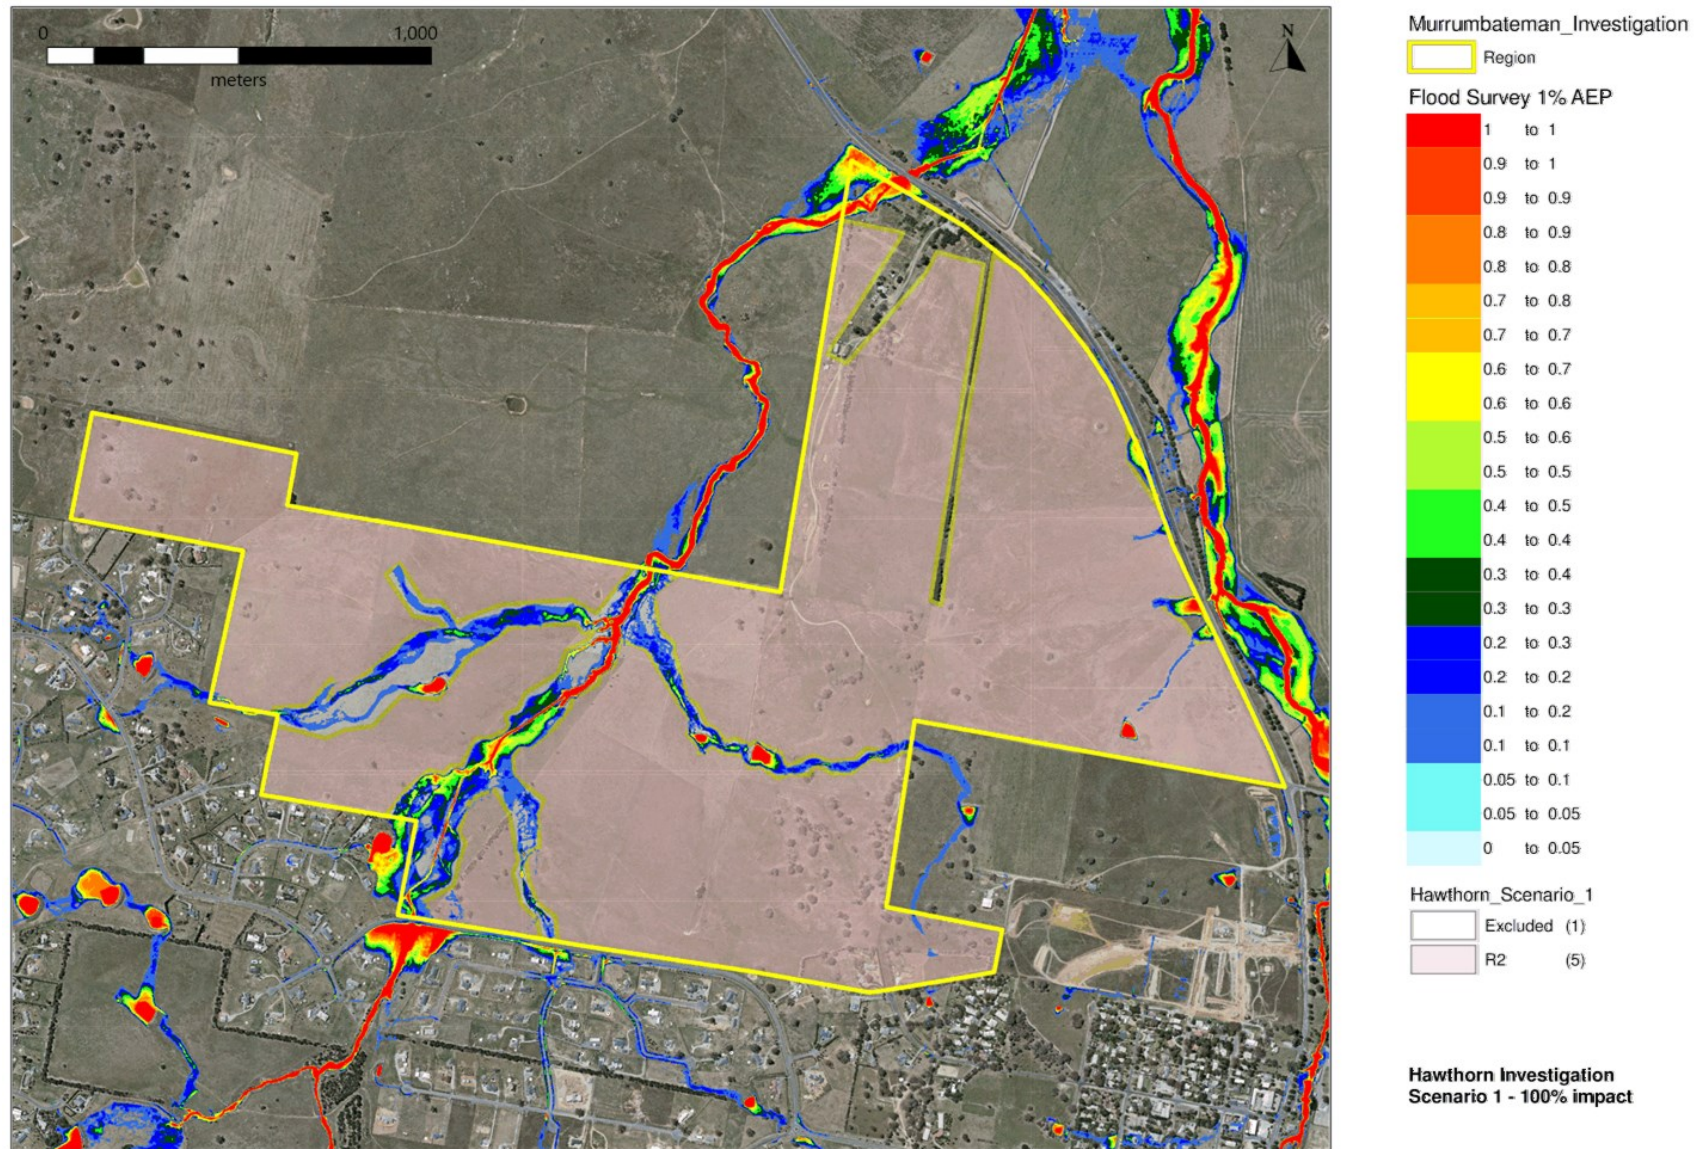 0 1,000
meters
N
Murrumbateman_Investigation
Region
Flood Survey 1% AEP
1 to 1
0.9 to 1
0.9 to 0.9
0.8 to 0.9
0.8 to 0.8
0.7 to 0.8
0.7 to 0.7
0.6 to 0.7
0.6 to 0.6
0.5 to 0.6
0.5 to 0.5
0.4 to 0.5
0.4 to 0.4
0.3 to 0.4
0.3 to 0.3
0.2 to 0.3
0.2 to 0.2
0.1 to 0.2
0.1 to 0.1
0.05 to 0.1
0.05 to 0.05
0 to 0.05
Hawthorn_Scenario_1
Excluded (1)
R2 (5)
Hawthorn Investigation
Scenario 1 - 100% impact